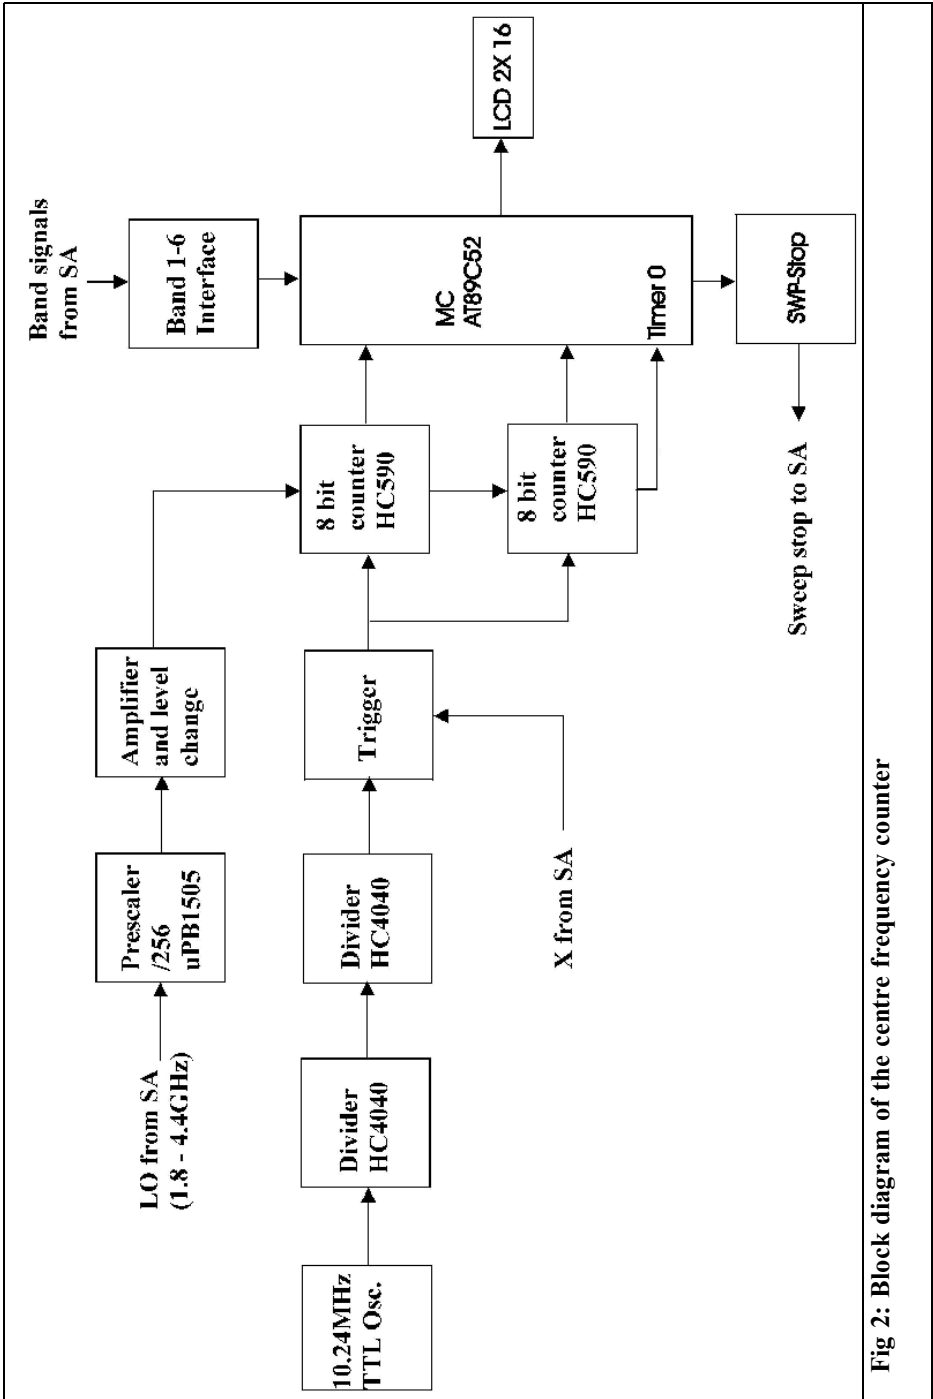 Band signals
from SA
Band 1-6
Interface
LCD 2X 16
MC
AT89C52
Timer 0
SWP-Stop
Sweep stop to SA
8 bit
counter
HC590
8 bit
counter
HC590
Amplifier
and level
change
Trigger
X from SA
Prescaler
/256
uPB1505
LO from SA
(1.8 - 4.4GHz)
Divider
HC4040
Divider
HC4040
10.24MHz
TTL Osc.
Fig 2: Block diagram of the centre frequency counter